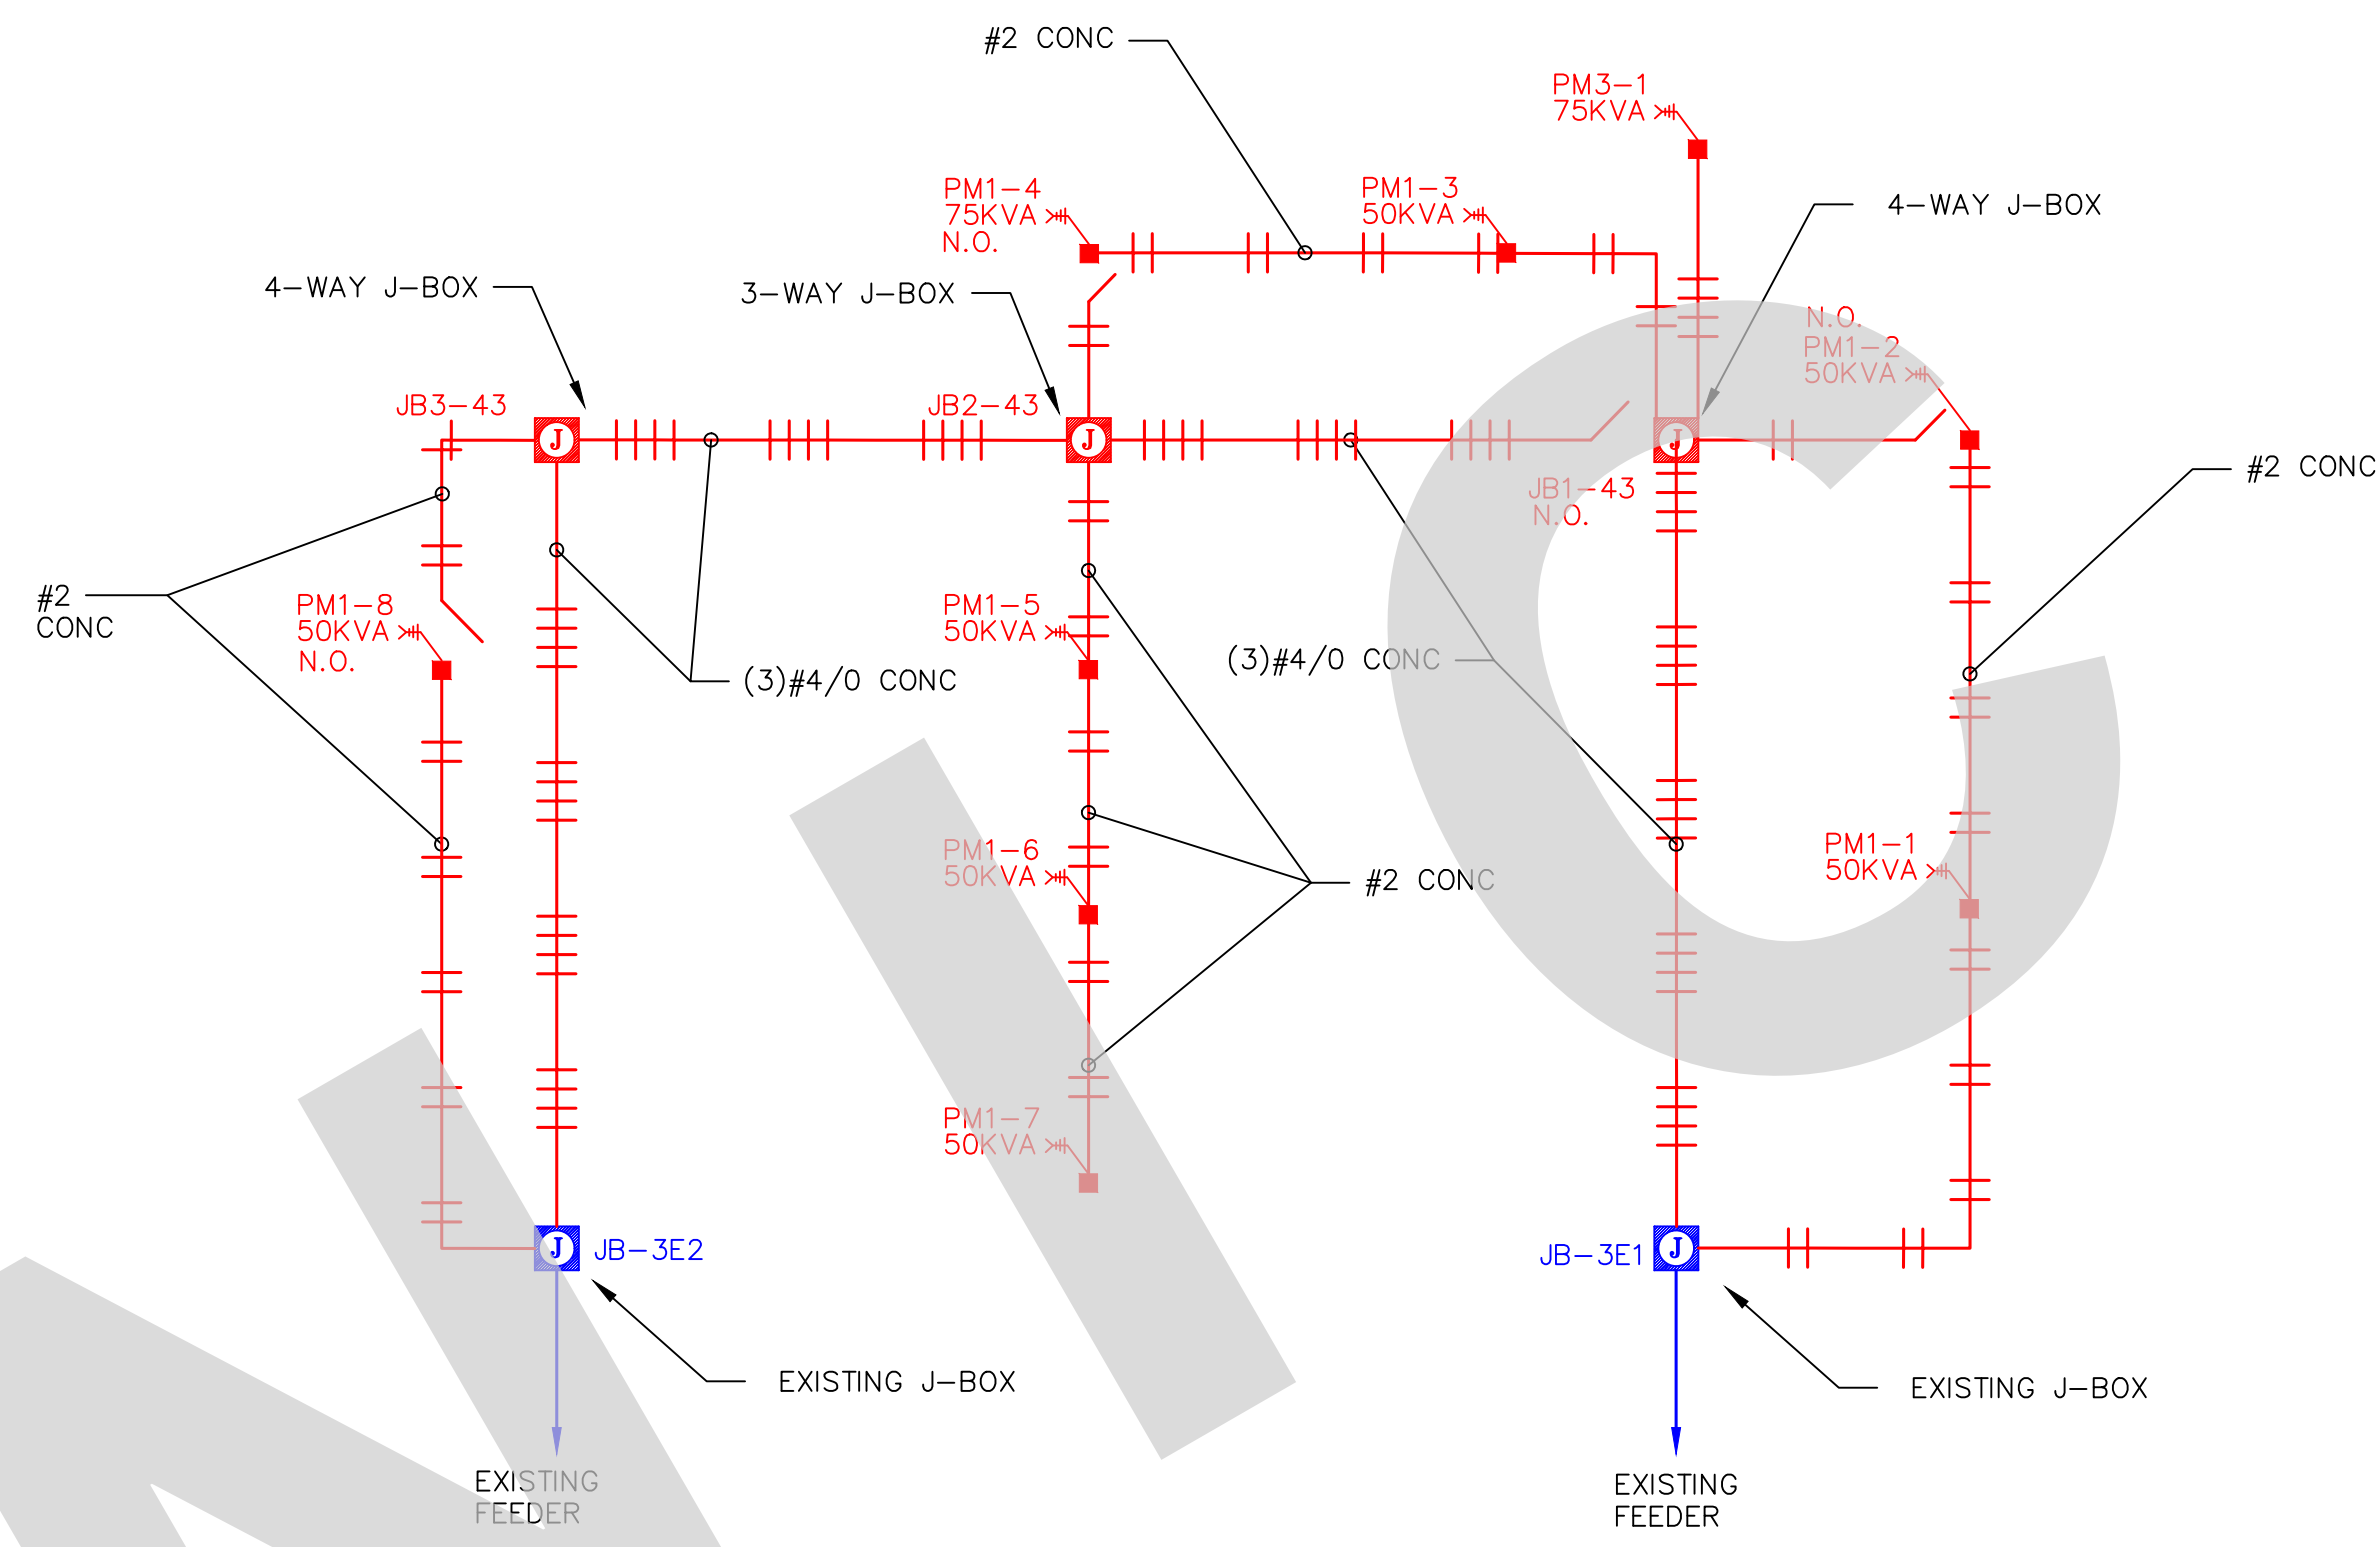 #2 CONC
PM3-1
75KVA
PM1-4
75KVA
N.O.
PM1-3
50KVA
4-WAY J-BOX
4-WAY J-BOX
3-WAY J-BOX
N.O.
PM1-2
50KVA
JB3-43
J
JB2-43
J
J
JB1-43
N.O.
#2 CONC
#2
CONC
PM1-8
50KVA
N.O.
PM1-5
50KVA
(3)#4/0 CONC
(3)#4/0 CONC
PM1-6
50KVA
#2 CONC
PM1-1
50KVA
PM1-7
50KVA
J
JB-3E2
JB-3E1
J
EXISTING J-BOX
EXISTING J-BOX
EXISTING
FEEDER
EXISTING
FEEDER